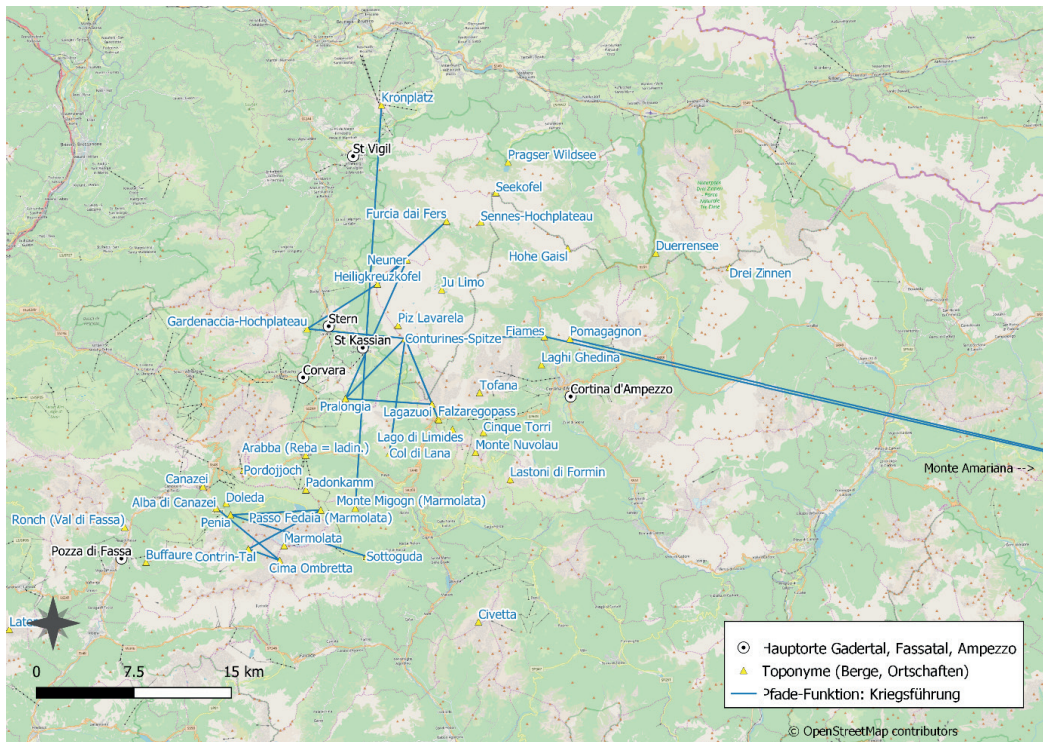 Kronplatz
St Vigil
Pragser Wildsee
Seekofel
Furcia dai Fers
Sennes-Hochplateau
Neuner
Hohe Gaisl
Duerrensee
Heiligkreuzkofel
Ju Limo
Drei Zinnen
Stern
Gardenaccia-Hochplateau
Piz Lavarela
St Kassian
Conturines-Spitze
Fiames
Pomagagnon
Laghi Ghedina
Corvara
Tofana
Cortina d'Ampezzo
Pralongia
Lagazuoi
Falzaregopass
Lago di Limides
Cinque Torri
Arabba (Reba = ladin.)
Col di Lana
Monte Nuvolau
Monte Amariana -->
Pordojjoch
Lastoni di Formin
Canazei
Padonkamm
Alba di Canazei
Doleda
Monte Migogn (Marmolata)
Ronch (Val di Fassa)
Penia
Passo Fedaia (Marmolata)
Marmolata
Pozza di Fassa
Buffaure
Contrin-Tal
Sottoguda
Cima Ombretta
Civetta
0 7.5 15 km
Hauptorte Gadertal, Fassatal, Ampezzo
Toponyme (Berge, Ortschaften)
Pfade-Funktion: Kriegsführung
© OpenStreetMap contributors